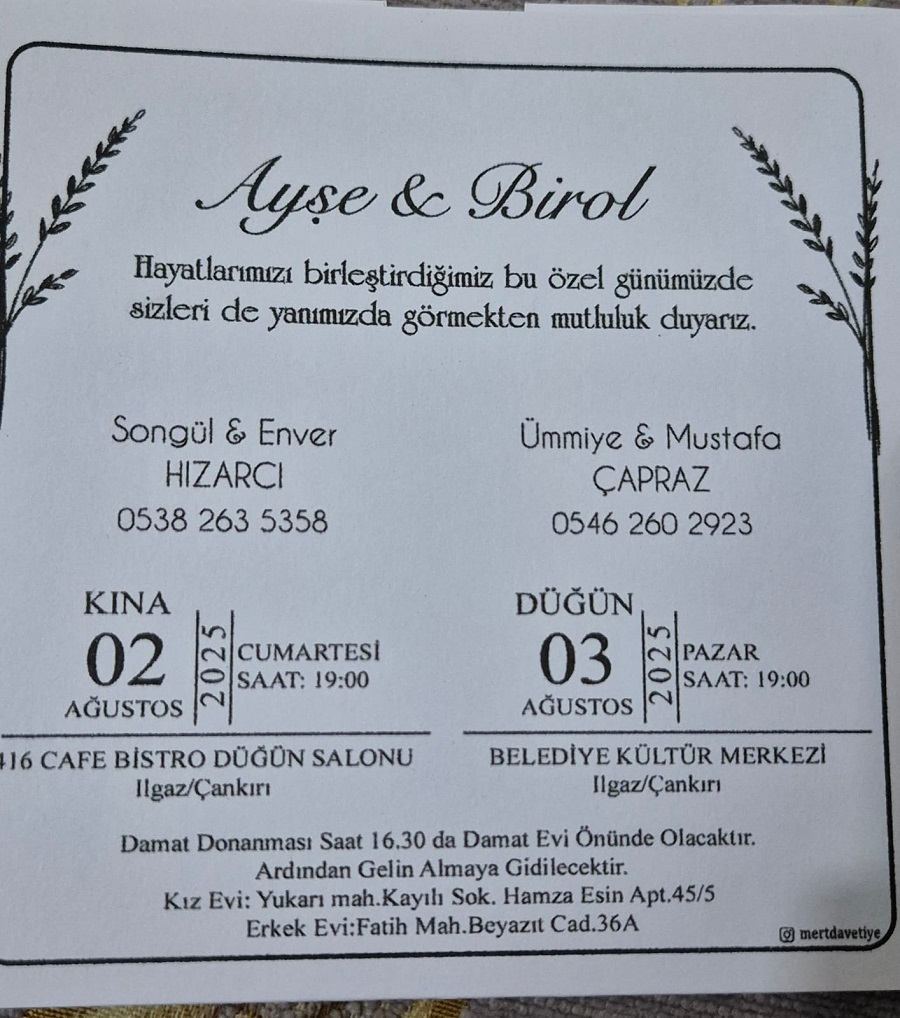 Ayşe & Birol
Hayatlarımızı birleştirdiğimiz bu özel günümüzde
sizleri de yanımızda görmekten mutluluk duyarız.
Songül & Enver
HIZARCI
0538 263 5358
Ümmiye & Mustafa
ÇAPRAZ
0546 260 2923
KINA
02
AĞUSTOS
2025
CUMARTESİ
SAAT: 19:00
416 CAFE BİSTRO DÜĞÜN SALONU
Ilgaz/Çankırı
DÜĞÜN
03
AĞUSTOS
2025
PAZAR
SAAT: 19:00
BELEDİYE KÜLTÜR MERKEZİ
Ilgaz/Çankırı
Damat Donanması Saat 16.30 da Damat Evi Önünde Olacaktır.
Ardından Gelin Almaya Gidilecektir.
Kız Evi: Yukarı mah.Kayılı Sok. Hamza Esin Apt.45/5
Erkek Evi:Fatih Mah.Beyazıt Cad.36A
mertdavetiye